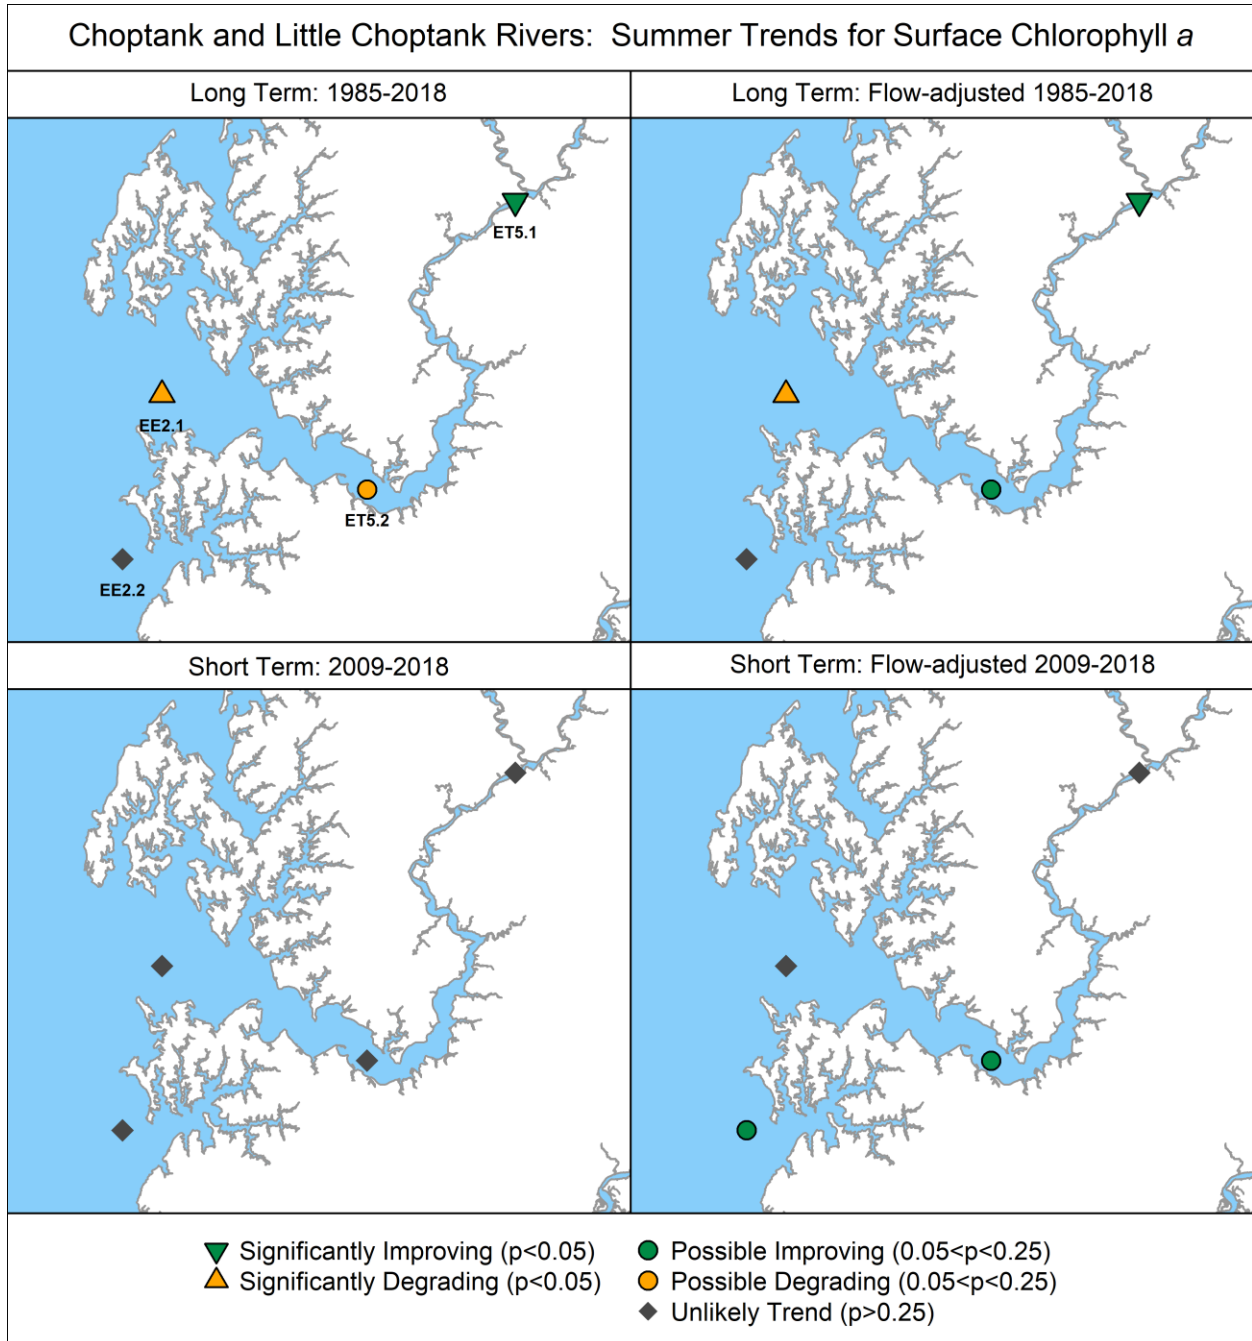 Choptank and Little Choptank Rivers: Summer Trends for Surface Chlorophyll a
Long Term: 1985-2018
Long Term: Flow-adjusted 1985-2018
ET5.1
EE2.1
ET5.2
EE2.2
Short Term: 2009-2018
Short Term: Flow-adjusted 2009-2018
Significantly Improving (p<0.05)
Significantly Degrading (p<0.05)
Possible Improving (0.05<p<0.25)
Possible Degrading (0.05<p<0.25)
Unlikely Trend (p>0.25)